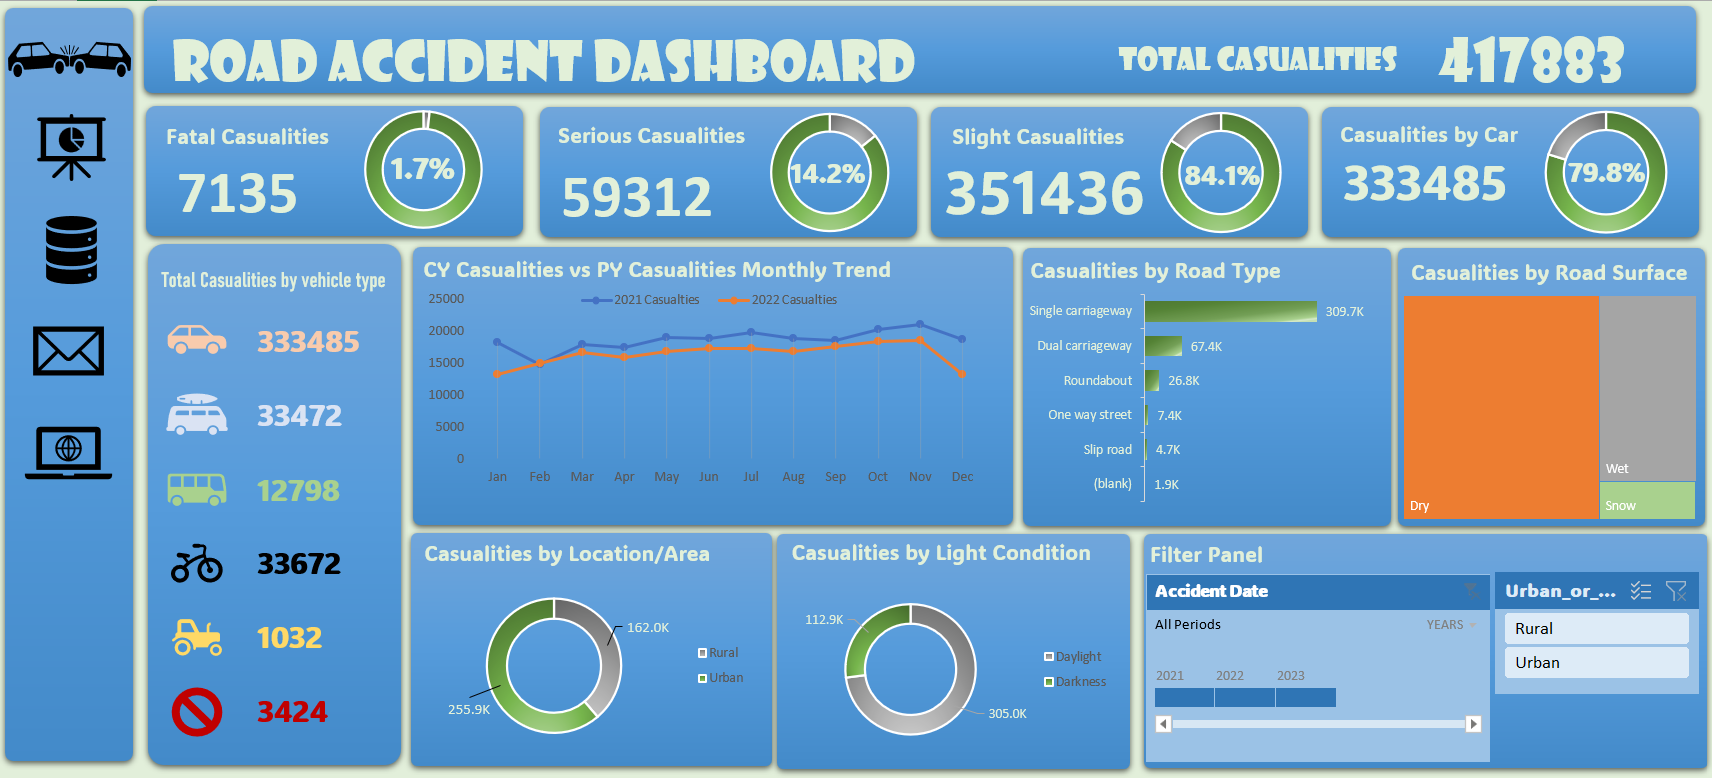 ROAD ACCIDENT DASHBOARD
TOTAL CASUALITIES
417883
Fatal Casualities
7135
1.7%
Serious Casualities
59312
14.2%
Slight Casualities
351436
84.1%
Casualities by Car
333485
79.8%
Total Casualities by vehicle type
333485
33472
12798
33672
1032
3424
CY Casualities vs PY Casualities Monthly Trend
2021 Casualties
2022 Casualties
25000
20000
15000
10000
5000
0
Jan Feb Mar Apr May Jun Jul Aug Sep Oct Nov Dec
Casualities by Road Type
Single carriageway 309.7K
Dual carriageway 67.4K
Roundabout 26.8K
One way street 7.4K
Slip road 4.7K
(blank) 1.9K
Casualities by Road Surface
Dry
Wet
Snow
Casualities by Location/Area
162.0K
255.9K
Rural
Urban
Casualities by Light Condition
112.9K
305.0K
Daylight
Darkness
Filter Panel
Accident Date
All Periods
YEARS
2021 2022 2023
Urban_or_...
Rural
Urban